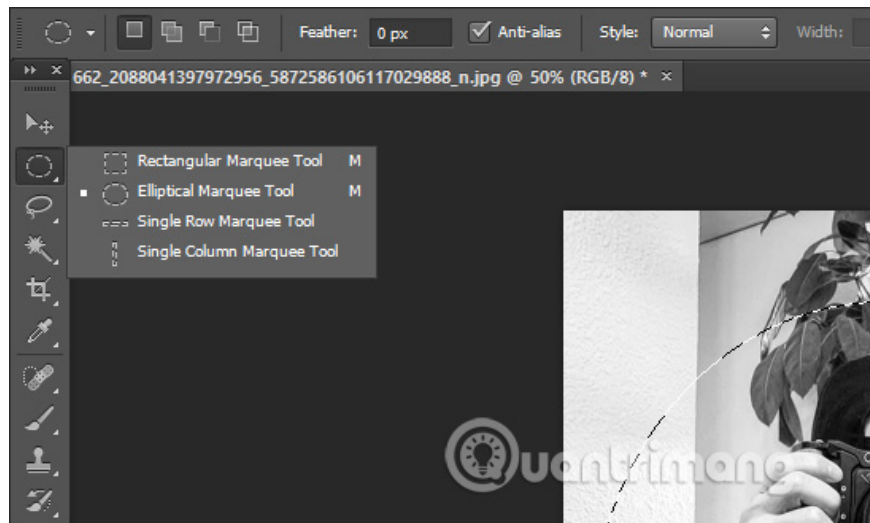 Feather: 0 px Anti-alias Style: Normal Width:
662_2088041397972956_5872586106117029888_n.jpg @ 50% (RGB/8) * ×
Rectangular Marquee Tool M
Elliptical Marquee Tool M
Single Row Marquee Tool
Single Column Marquee Tool
Quantrimang